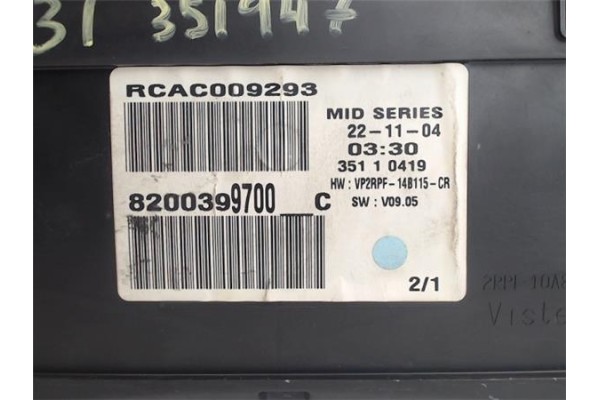 31 351947
RCAC009293
MID SERIES
22-11-04
03:30
351 1 0419
HW : VP2RPF-14B115-CR
SW : V09.05
8200399700__C
2/1